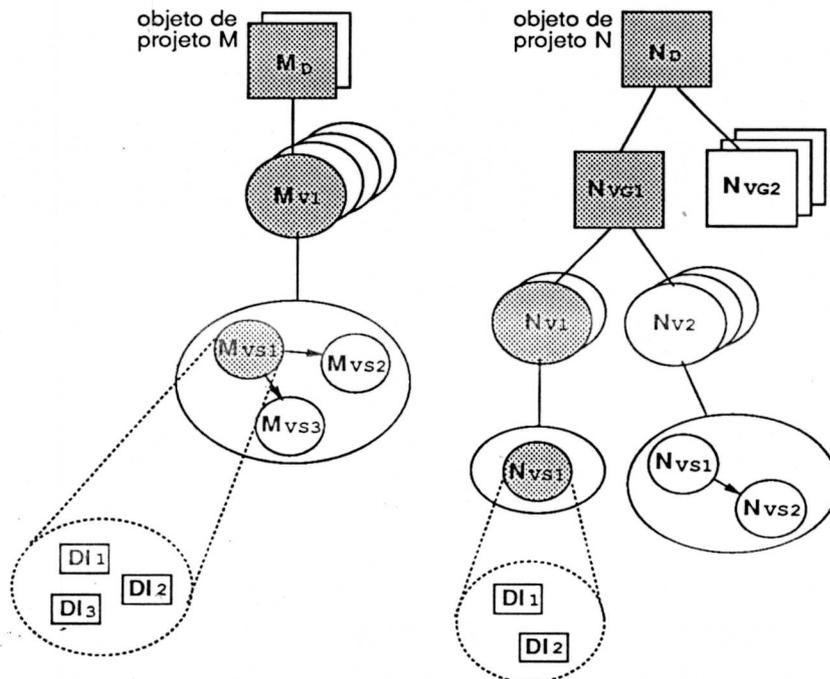 objeto de
projeto M
MD
MV1
MVS1
MVS2
MVS3
DI1
DI2
DI3
objeto de
projeto N
ND
NVG1
NVG2
NV1
NV2
NVS1
NVS1
NVS2
DI1
DI2